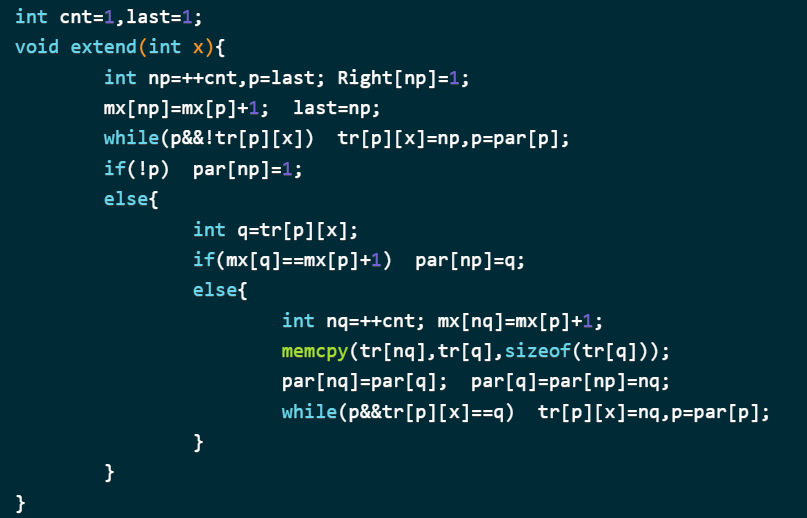 int cnt=1,last=1;
void extend(int x){
        int np=++cnt,p=last; Right[np]=1;
        mx[np]=mx[p]+1;  last=np;
        while(p&&!tr[p][x])  tr[p][x]=np,p=par[p];
        if(!p)  par[np]=1;
        else{
                int q=tr[p][x];
                if(mx[q]==mx[p]+1)  par[np]=q;
                else{
                        int nq=++cnt; mx[nq]=mx[p]+1;
                        memcpy(tr[nq],tr[q],sizeof(tr[q]));
                        par[nq]=par[q];  par[q]=par[np]=nq;
                        while(p&&tr[p][x]==q)  tr[p][x]=nq,p=par[p];
                }
        }
}